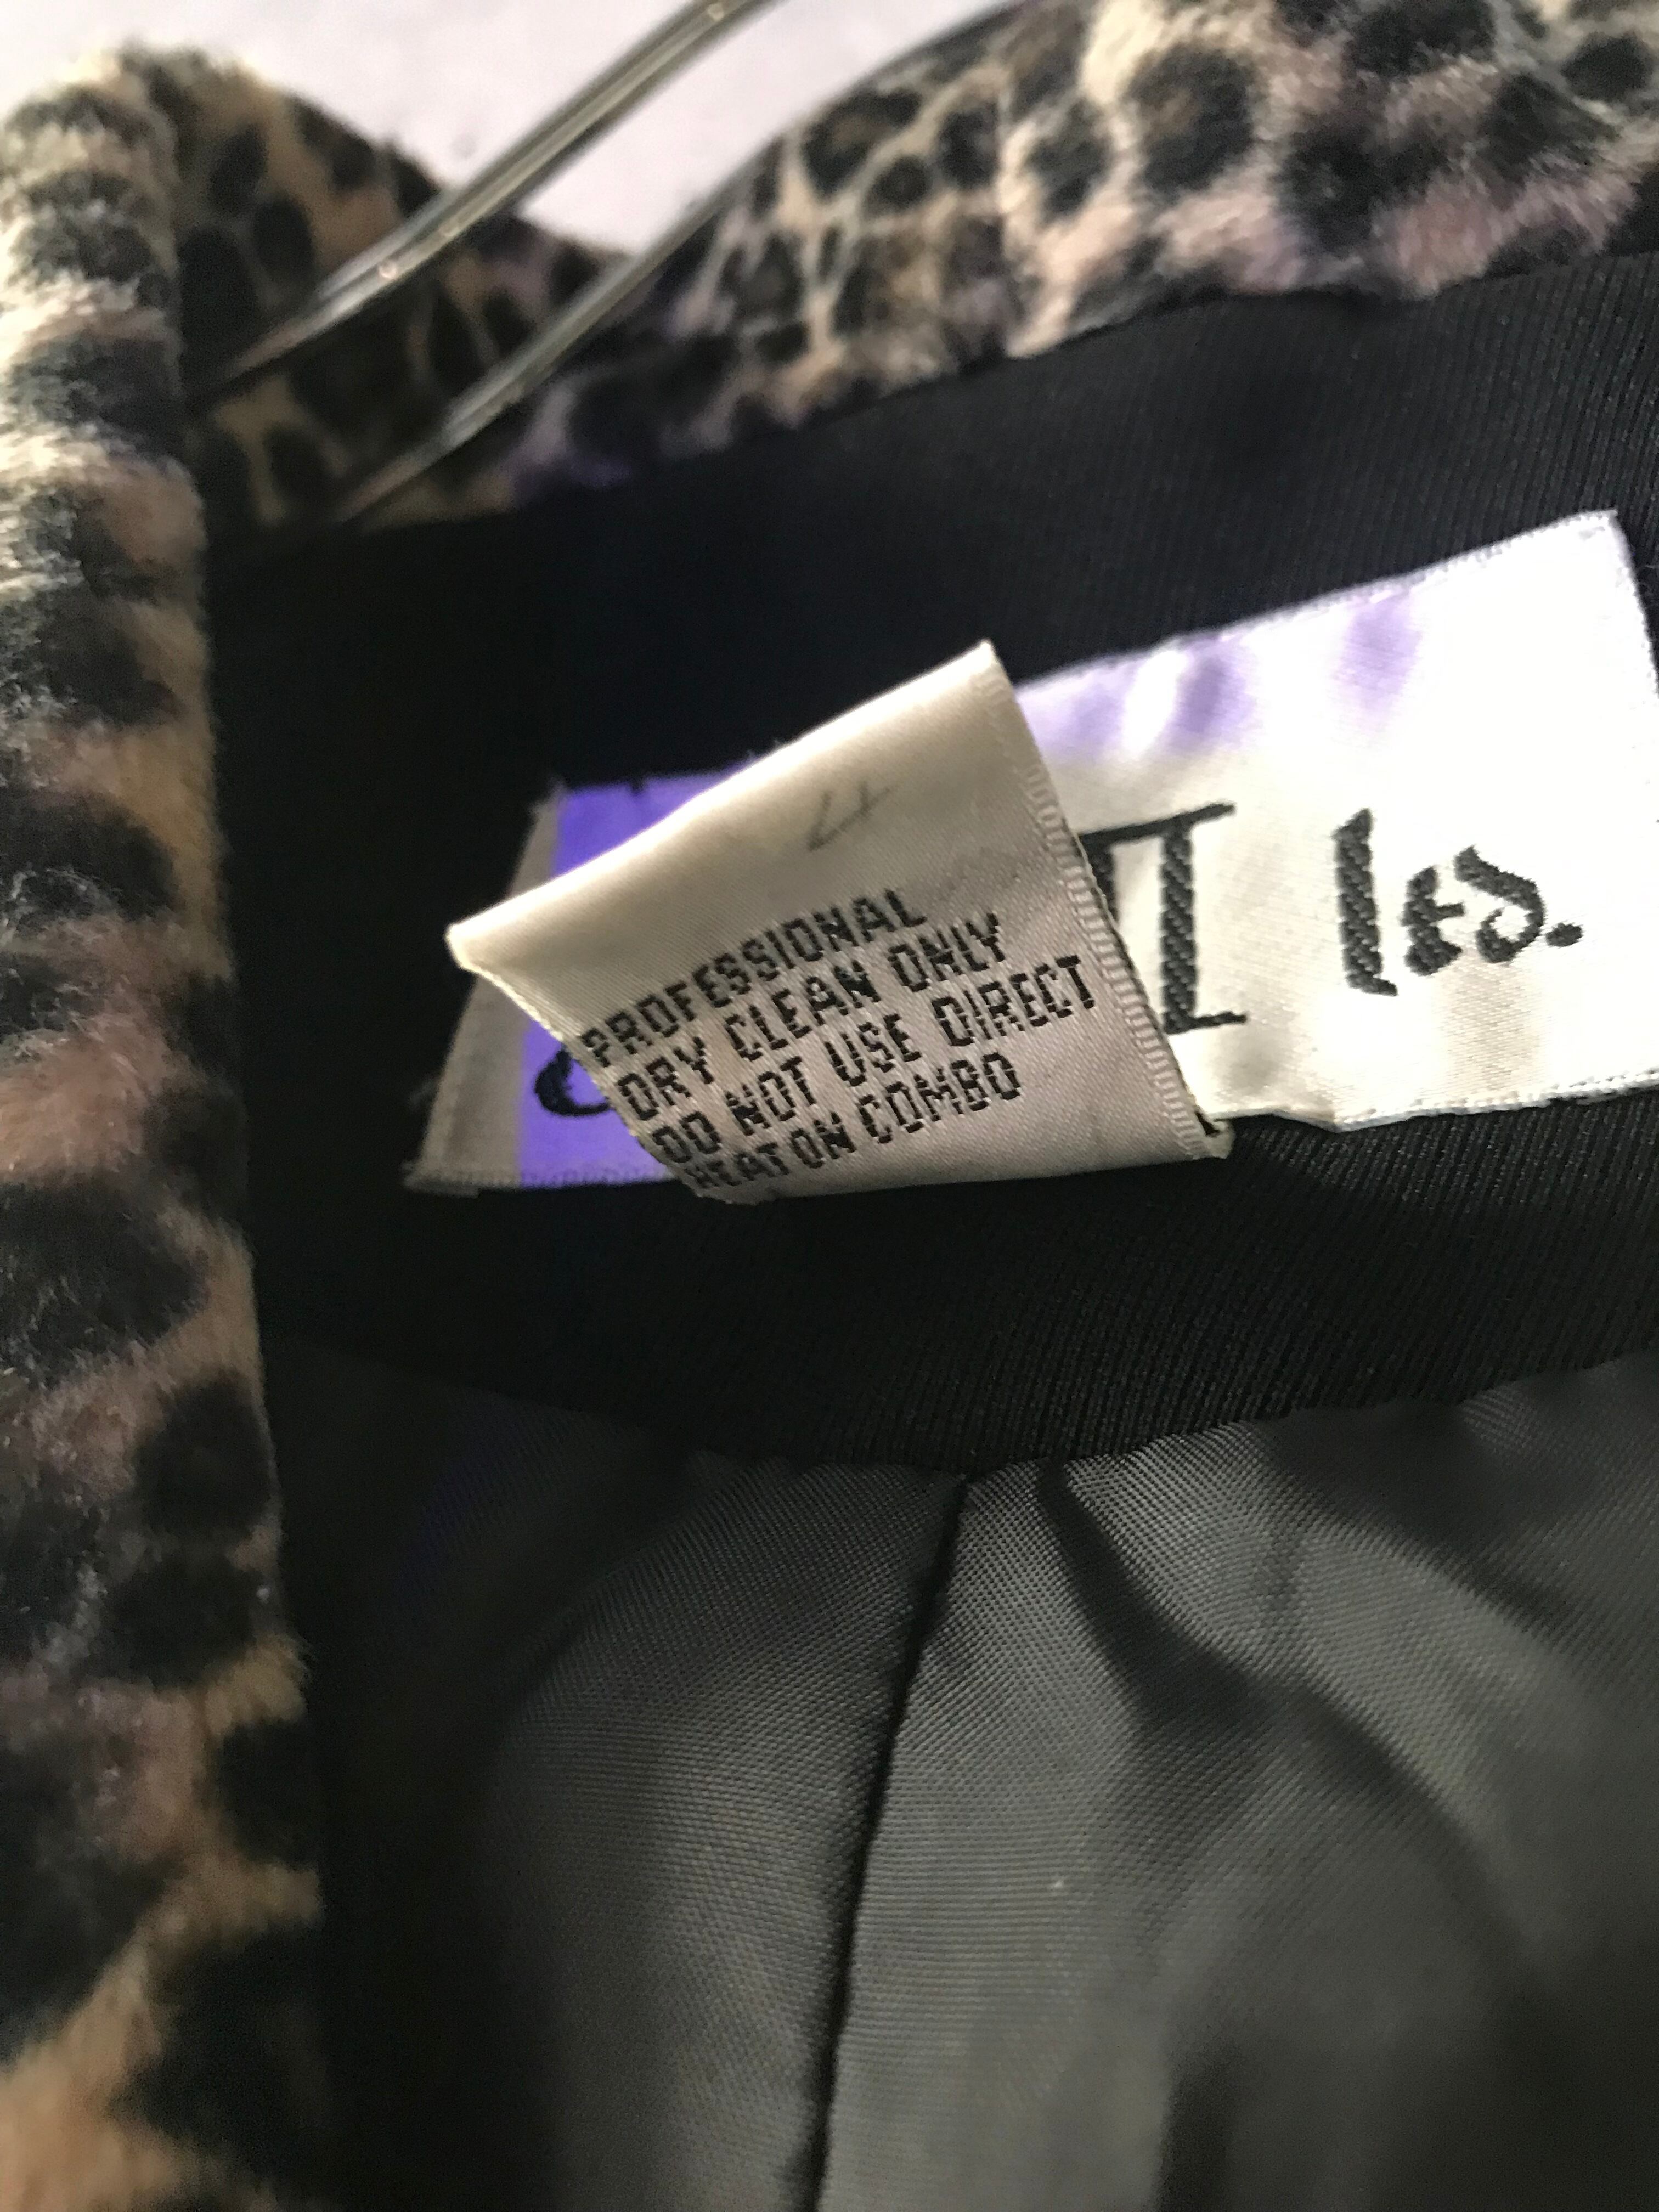 4
PROFESSIONAL
DRY CLEAN ONLY
DO NOT USE DIRECT
HEAT ON COMBO
II ltd.